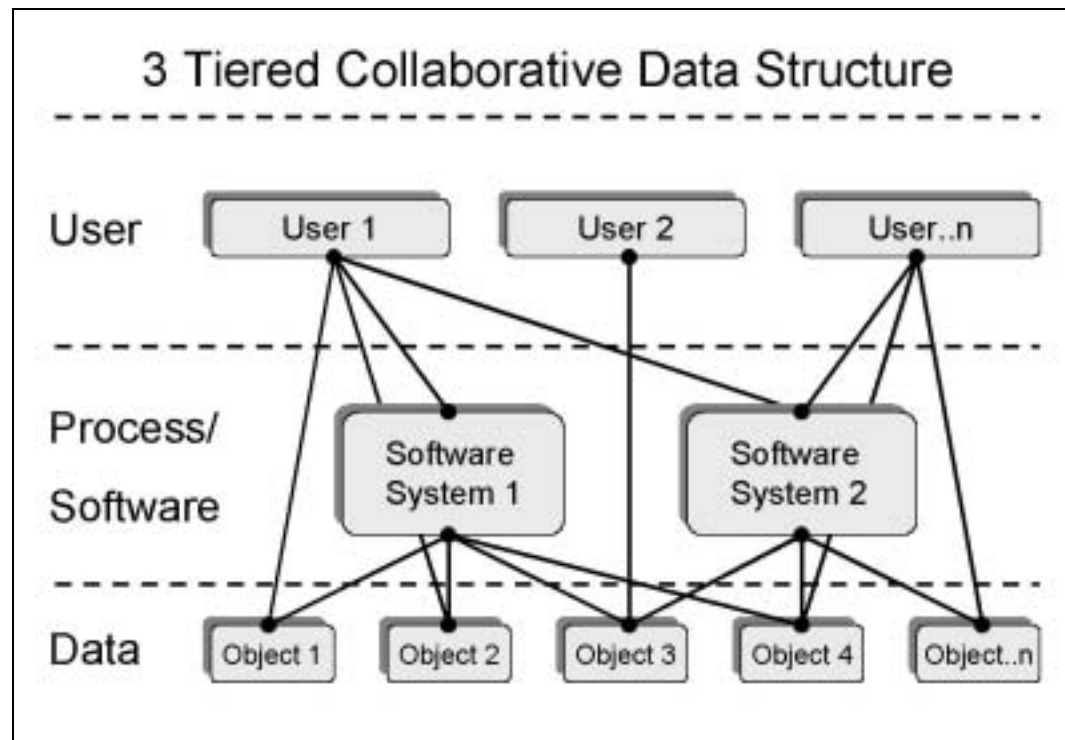 3 Tiered Collaborative Data Structure
User
User 1
User 2
User..n
Process/
Software
Software
System 1
Software
System 2
Data
Object 1
Object 2
Object 3
Object 4
Object..n